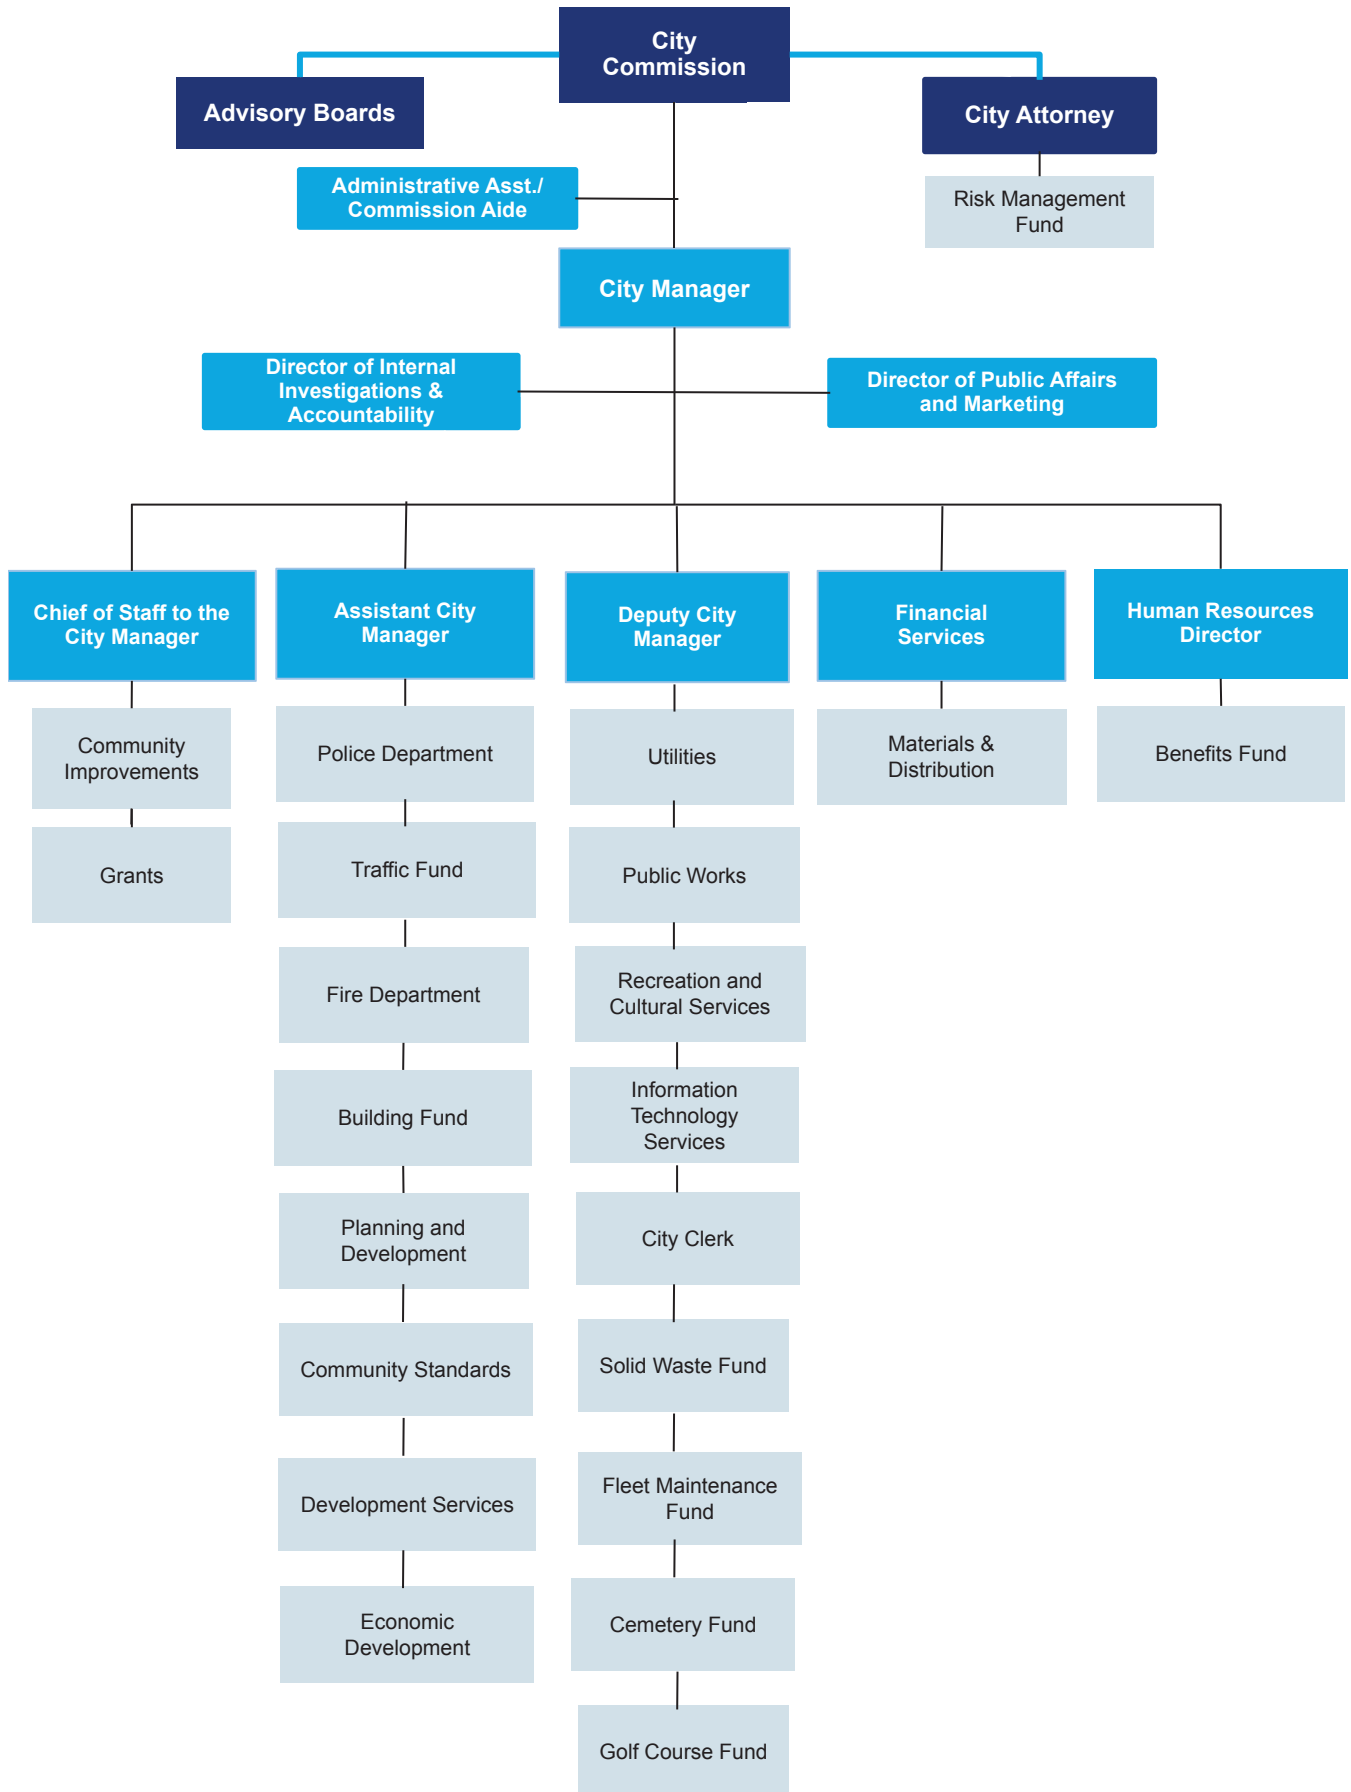 City
Commission
Advisory Boards
City Attorney
Administrative Asst./
Commission Aide
Risk Management
Fund
City Manager
Director of Internal
Investigations &
Accountability
Director of Public Affairs
and Marketing
Chief of Staff to the
City Manager
Assistant City
Manager
Deputy City
Manager
Financial
Services
Human Resources
Director
Community
Improvements
Grants
Police Department
Traffic Fund
Fire Department
Building Fund
Planning and
Development
Community Standards
Development Services
Economic
Development
Utilities
Public Works
Recreation and
Cultural Services
Information
Technology
Services
City Clerk
Solid Waste Fund
Fleet Maintenance
Fund
Cemetery Fund
Golf Course Fund
Materials &
Distribution
Benefits Fund